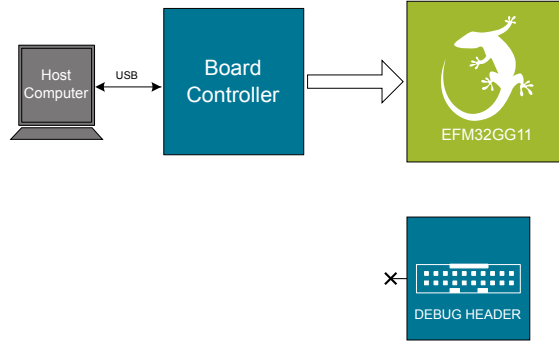 Host
Computer
USB
Board
Controller
EFM32GG11
DEBUG HEADER